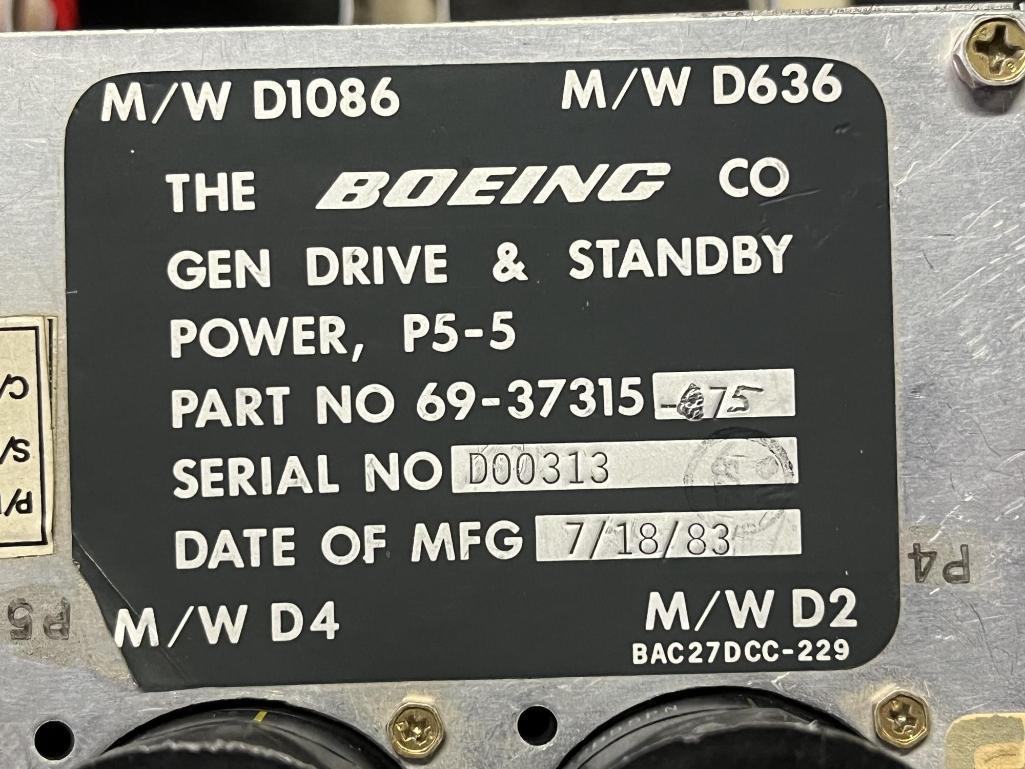 M/W D1086 M/W D636
THE BOEING CO
GEN DRIVE & STANDBY
POWER, P5-5
PART NO 69-37315- 75
SERIAL NO D00313
DATE OF MFG 7/18/83
M/W D4 M/W D2
BAC27DCC-229
P4
P5
C/
S/
P/